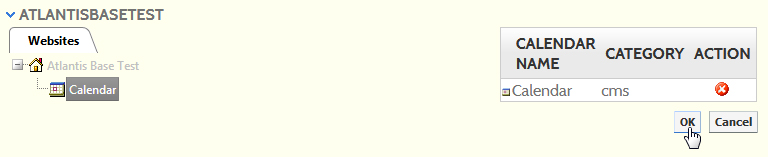 ATLANTISBASETEST
Websites
Atlantis Base Test
Calendar
CALENDAR NAME CATEGORY ACTION
Calendar cms
OK Cancel